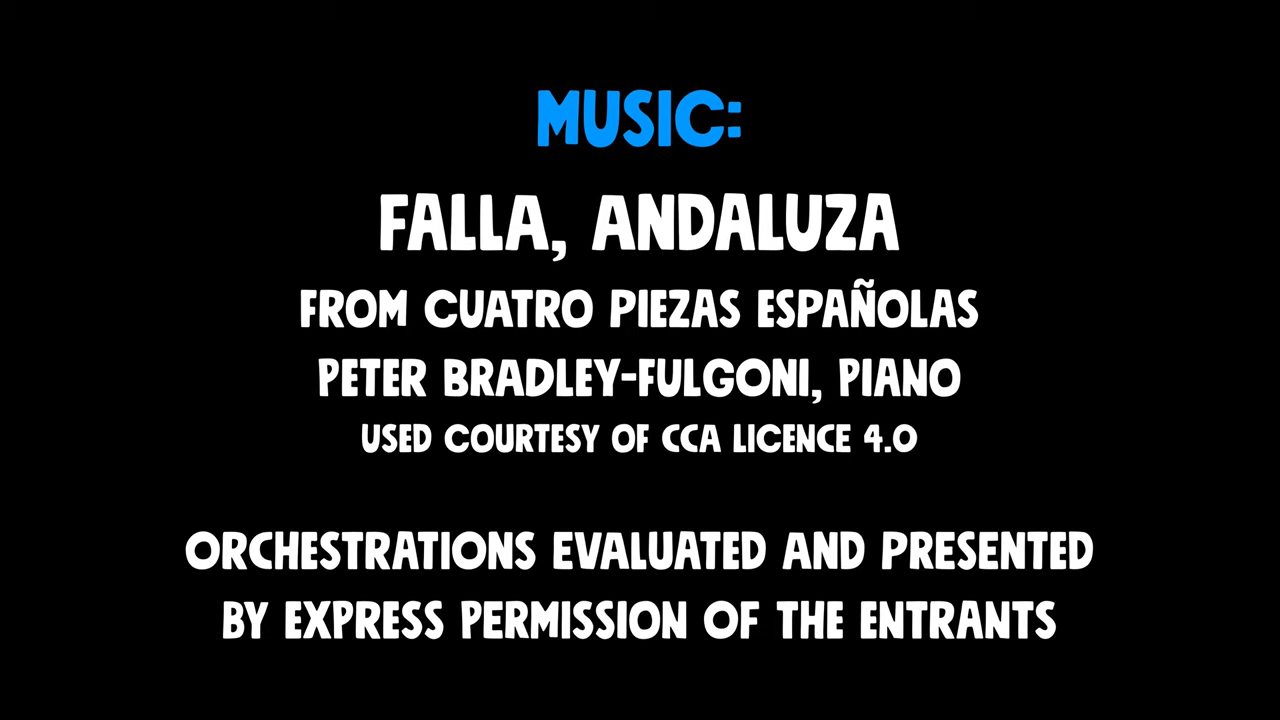 MUSIC:
FALLA, ANDALUZA
FROM CUATRO PIEZAS ESPAÑOLAS
PETER BRADLEY-FULGONI, PIANO
USED COURTESY OF CCA LICENCE 4.0
ORCHESTRATIONS EVALUATED AND PRESENTED
BY EXPRESS PERMISSION OF THE ENTRANTS